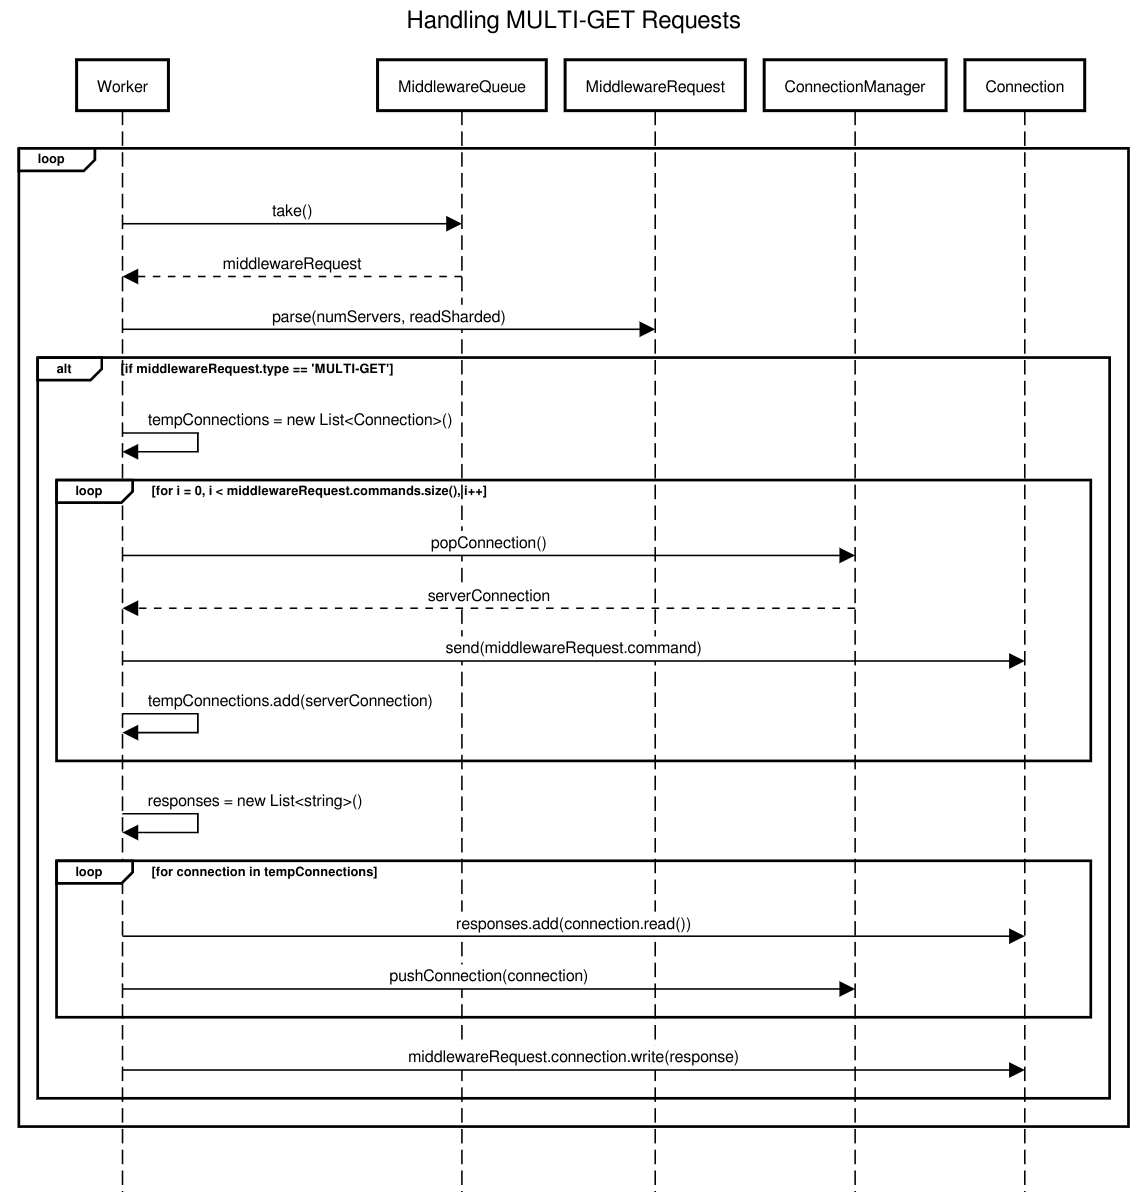 Handling MULTI-GET Requests
Worker
MiddlewareQueue
MiddlewareRequest
ConnectionManager
Connection
loop
take()
middlewareRequest
parse(numServers, readSharded)
alt
[if middlewareRequest.type == 'MULTI-GET']
tempConnections = new List<Connection>()
loop
[for i = 0, i < middlewareRequest.commands.size(), i++]
popConnection()
serverConnection
send(middlewareRequest.command)
tempConnections.add(serverConnection)
responses = new List<string>()
loop
[for connection in tempConnections]
responses.add(connection.read())
pushConnection(connection)
middlewareRequest.connection.write(response)